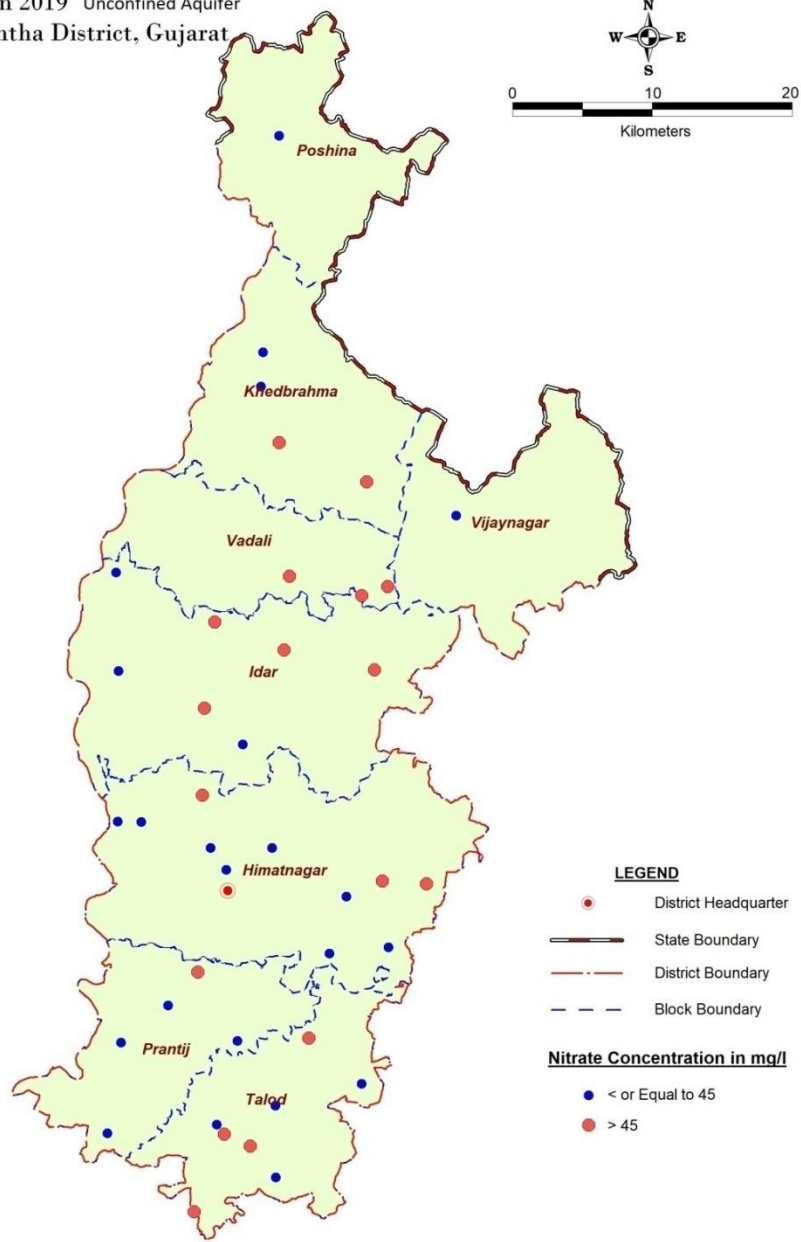 2019 Unconfined Aquifer
District, Gujarat
N
W E
S
0 10 20
Kilometers
Poshina
Khedbrahma
Vijaynagar
Vadali
Idar
Himatnagar
Prantij
Talod
LEGEND
District Headquarter
State Boundary
District Boundary
Block Boundary
Nitrate Concentration in mg/l
< or Equal to 45
> 45